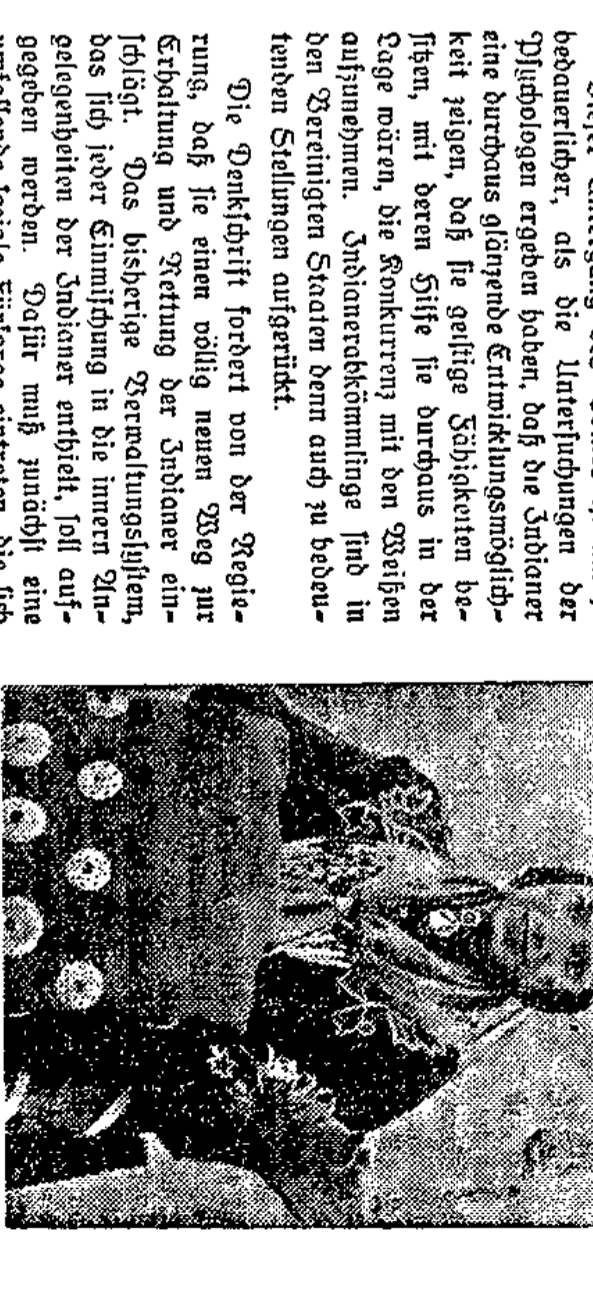 bedauerlicher, als die Unterſuchungen der
Pſychologen ergeben haben, daß die Indianer
eine durchaus glänzende Entwicklungsmöglich-
keit zeigen, daß ſie geiſtige Fähigkeiten be-
ſitzen, mit deren Hilfe ſie durchaus in der
Lage wären, die Konkurrenz mit den Weißen
aufzunehmen. Indianerabkömmlinge ſind in
den Vereinigten Staaten denn auch zu bedeu-
tenden Stellungen aufgerückt.
Die Denkſchrift fordert von der Regie-
rung, daß ſie einen völlig neuen Weg zur
Erhaltung und Rettung der Indianer ein-
ſchlägt. Das bisherige Verwaltungsſyſtem,
das ſich jeder Einmiſchung in die innern An-
gelegenheiten der Indianer enthielt, ſoll auf-
gegeben werden. Dafür muß zunächſt eine